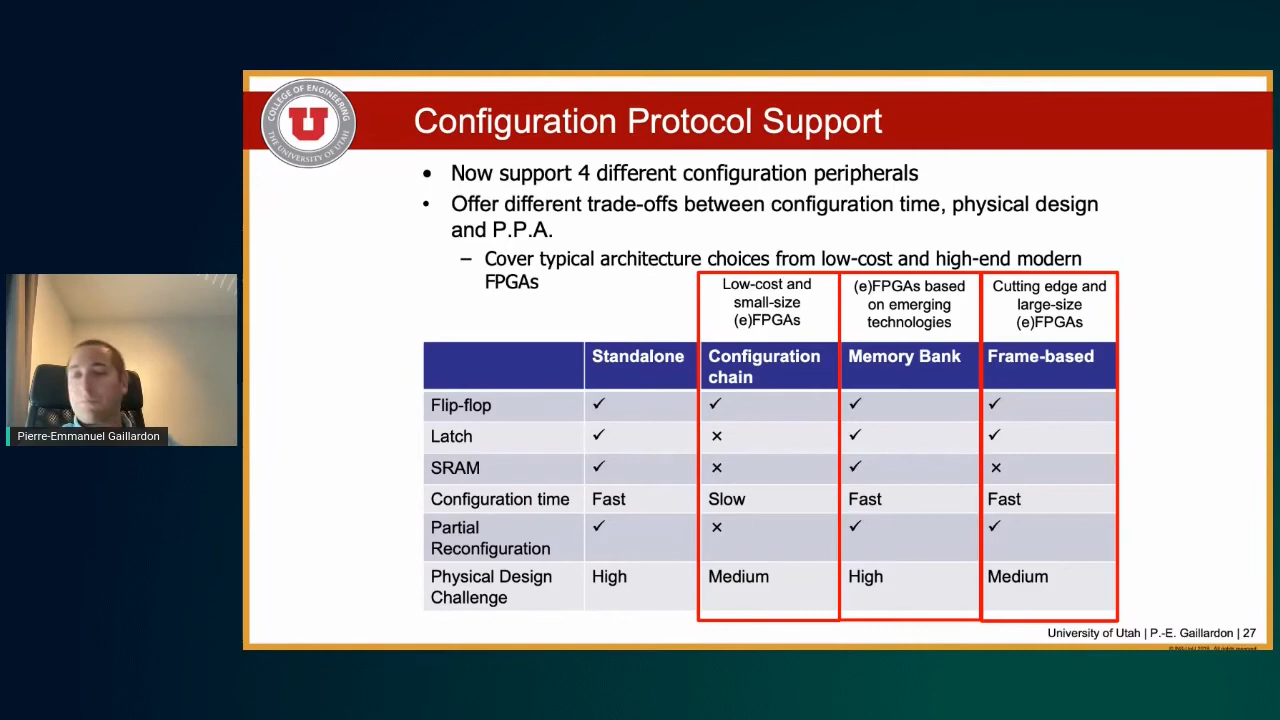 COLLEGE OF ENGINEERING
THE UNIVERSITY OF UTAH
U
Configuration Protocol Support
• Now support 4 different configuration peripherals
• Offer different trade-offs between configuration time, physical design
and P.P.A.
– Cover typical architecture choices from low-cost and high-end modern
FPGAs
Low-cost and
small-size
(e)FPGAs
(e)FPGAs based
on emerging
technologies
Cutting edge and
large-size
(e)FPGAs
Standalone
Configuration
chain
Memory Bank
Frame-based
Flip-flop ✓ ✓ ✓ ✓
Latch ✓ × ✓ ✓
SRAM ✓ × ✓ ×
Configuration time Fast Slow Fast Fast
Partial
Reconfiguration ✓ × ✓ ✓
Physical Design
Challenge
High Medium High Medium
Pierre-Emmanuel Gaillardon
University of Utah | P.-E. Gaillardon | 27